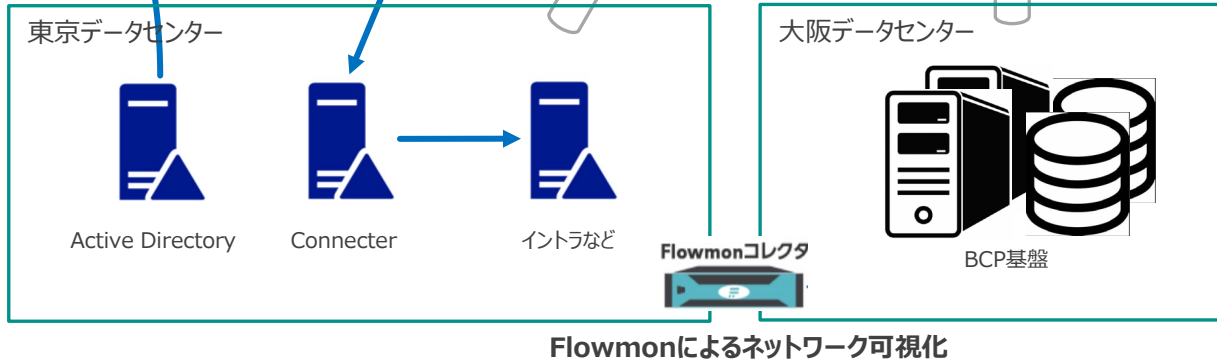 東京データセンター
大阪データセンター
Active Directory
Connecter
イントラなど
Flowmonコレクタ
BCP基盤
Flowmonによるネットワーク可視化